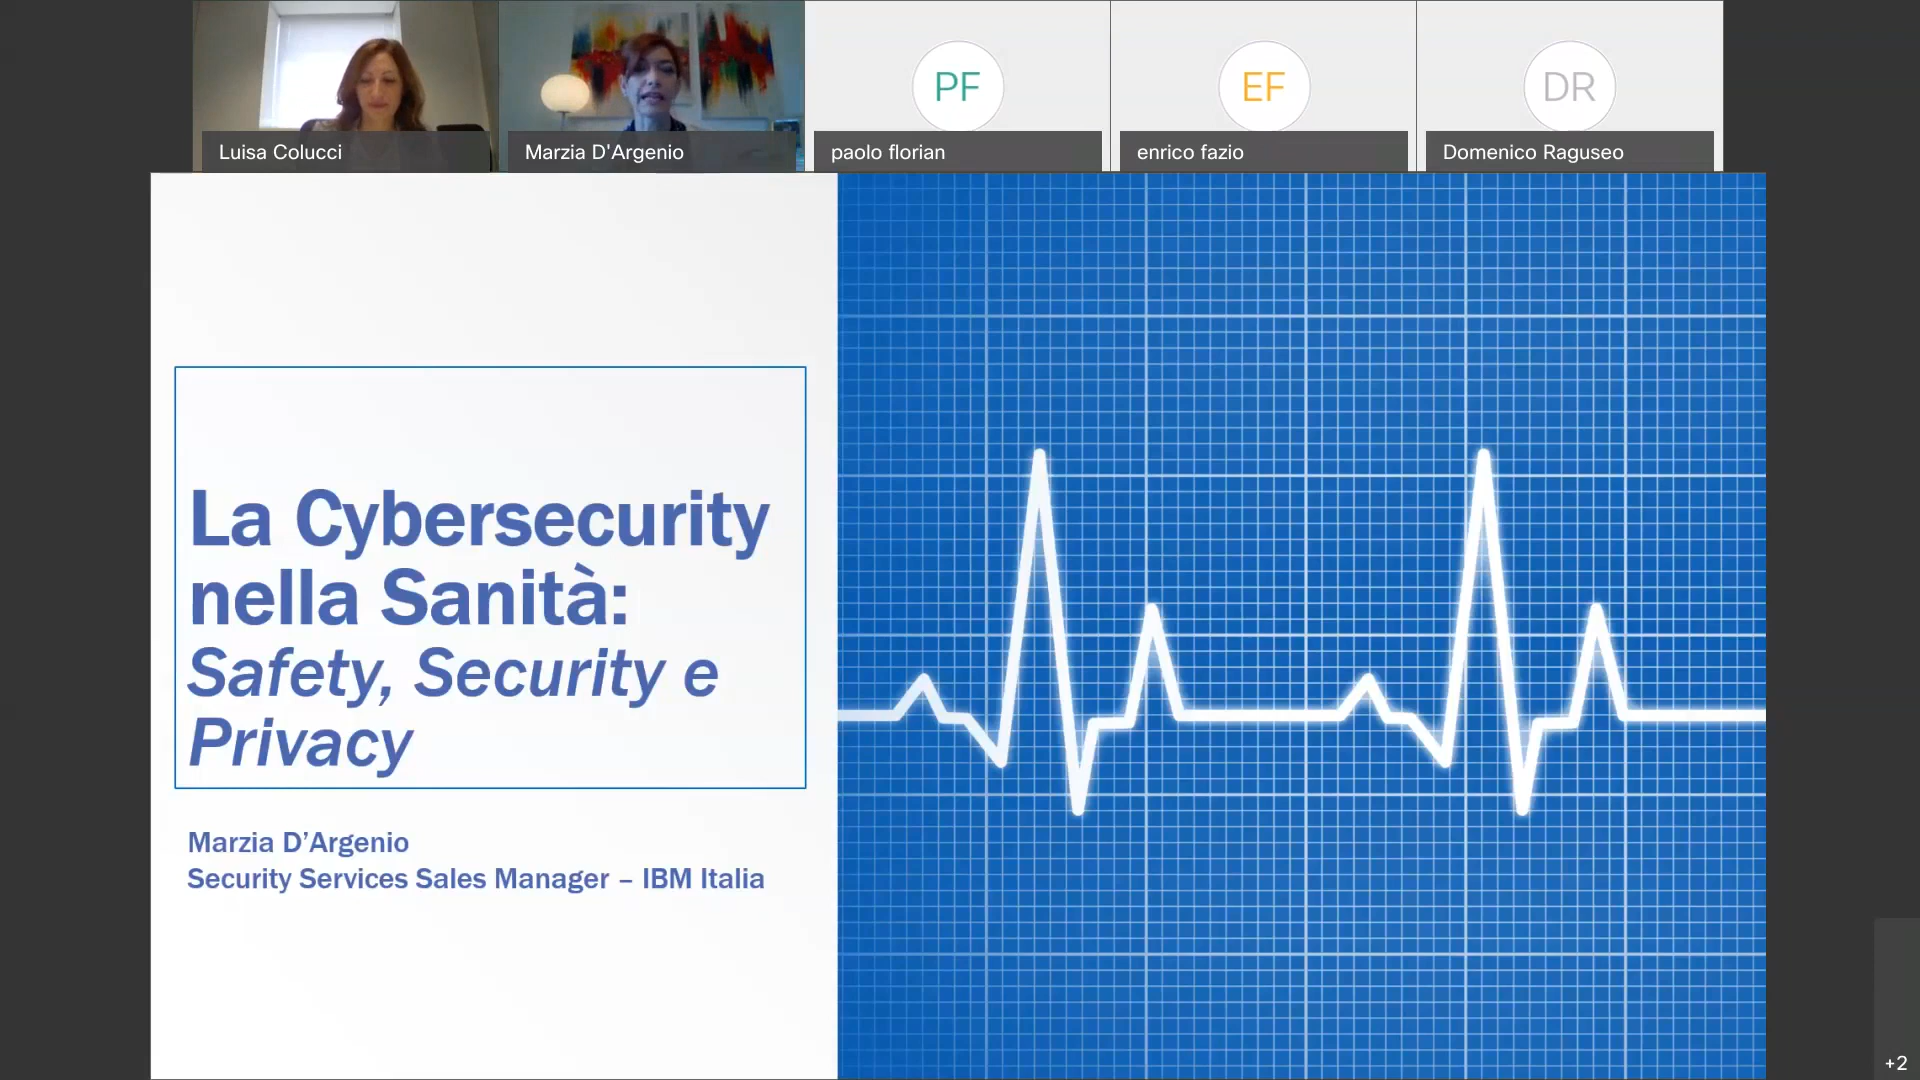 Luisa Colucci
Marzia D'Argenio
PF
paolo florian
EF
enrico fazio
DR
Domenico Raguseo
La Cybersecurity
nella Sanità:
Safety, Security e
Privacy
Marzia D’Argenio
Security Services Sales Manager – IBM Italia
+2